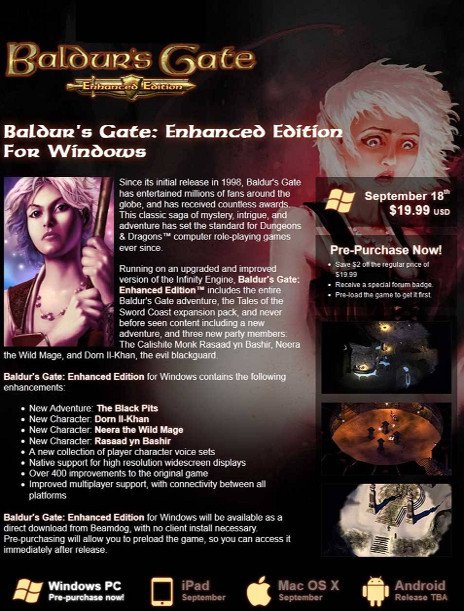 Baldur's Gate
Enhanced Edition
Baldur's Gate: Enhanced Edition
For Windows
Since its initial release in 1998, Baldur's Gate
has entertained millions of fans around the
globe, and has received countless awards.
This classic saga of mystery, intrigue, and
adventure has set the standard for Dungeons
& Dragons™ computer role-playing games
ever since.
Running on an upgraded and improved
version of the Infinity Engine, Baldur's Gate:
Enhanced Edition™ includes the entire
Baldur's Gate adventure, the Tales of the
Sword Coast expansion pack, and never
before seen content including a new
adventure, and three new party members:
The Calishite Monk Rasaad yn Bashir, Neera
the Wild Mage, and Dorn Il-Khan, the evil blackguard.
Baldur's Gate: Enhanced Edition for Windows contains the following
enhancements:
• New Adventure: The Black Pits
• New Character: Dorn Il-Khan
• New Character: Neera the Wild Mage
• New Character: Rasaad yn Bashir
• A new collection of player character voice sets
• Native support for high resolution widescreen displays
• Over 400 improvements to the original game
• Improved multiplayer support, with connectivity between all
platforms
Baldur's Gate: Enhanced Edition for Windows will be available as a
direct download from Beamdog, with no client install necessary.
Pre-purchasing will allow you to preload the game, so you can access it
immediately after release.
September 18th
$19.99 USD
Pre-Purchase Now!
• Save $2 off the regular price of
$19.99
• Receive a special forum badge.
• Pre-load the game to get it first.
Windows PC
Pre-purchase now!
iPad
September
Mac OS X
September
Android
Release TBA